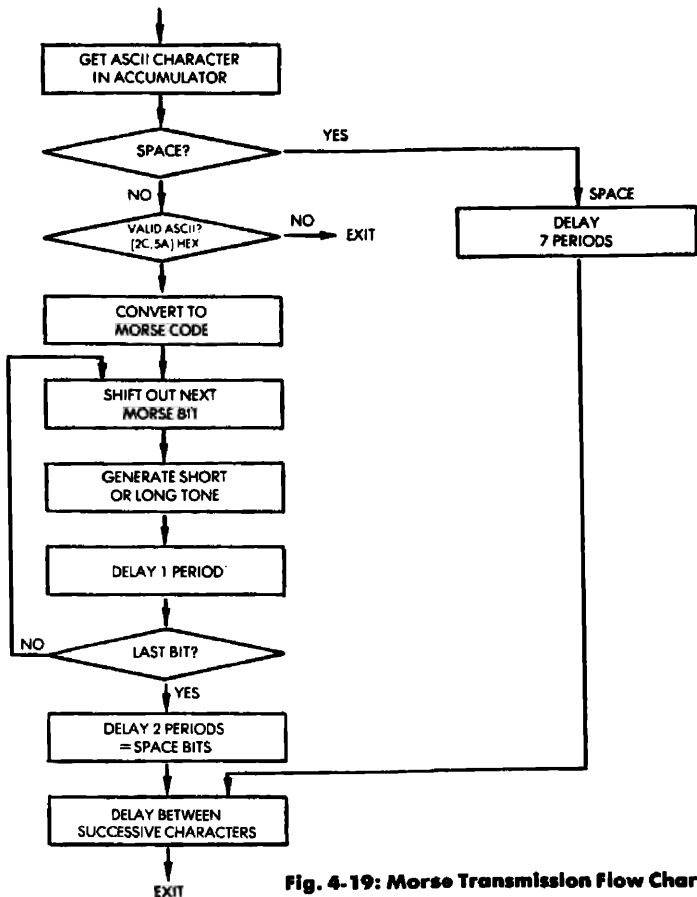 GET ASCII CHARACTER
IN ACCUMULATOR
SPACE?
YES
NO
SPACE
VALID ASCII?
[2C, 5A] HEX
NO
EXIT
DELAY
7 PERIODS
CONVERT TO
MORSE CODE
SHIFT OUT NEXT
MORSE BIT
GENERATE SHORT
OR LONG TONE
DELAY 1 PERIOD
NO
LAST BIT?
YES
DELAY 2 PERIODS
= SPACE BITS
DELAY BETWEEN
SUCCESSIVE CHARACTERS
EXIT
Fig. 4-19: Morse Transmission Flow Char